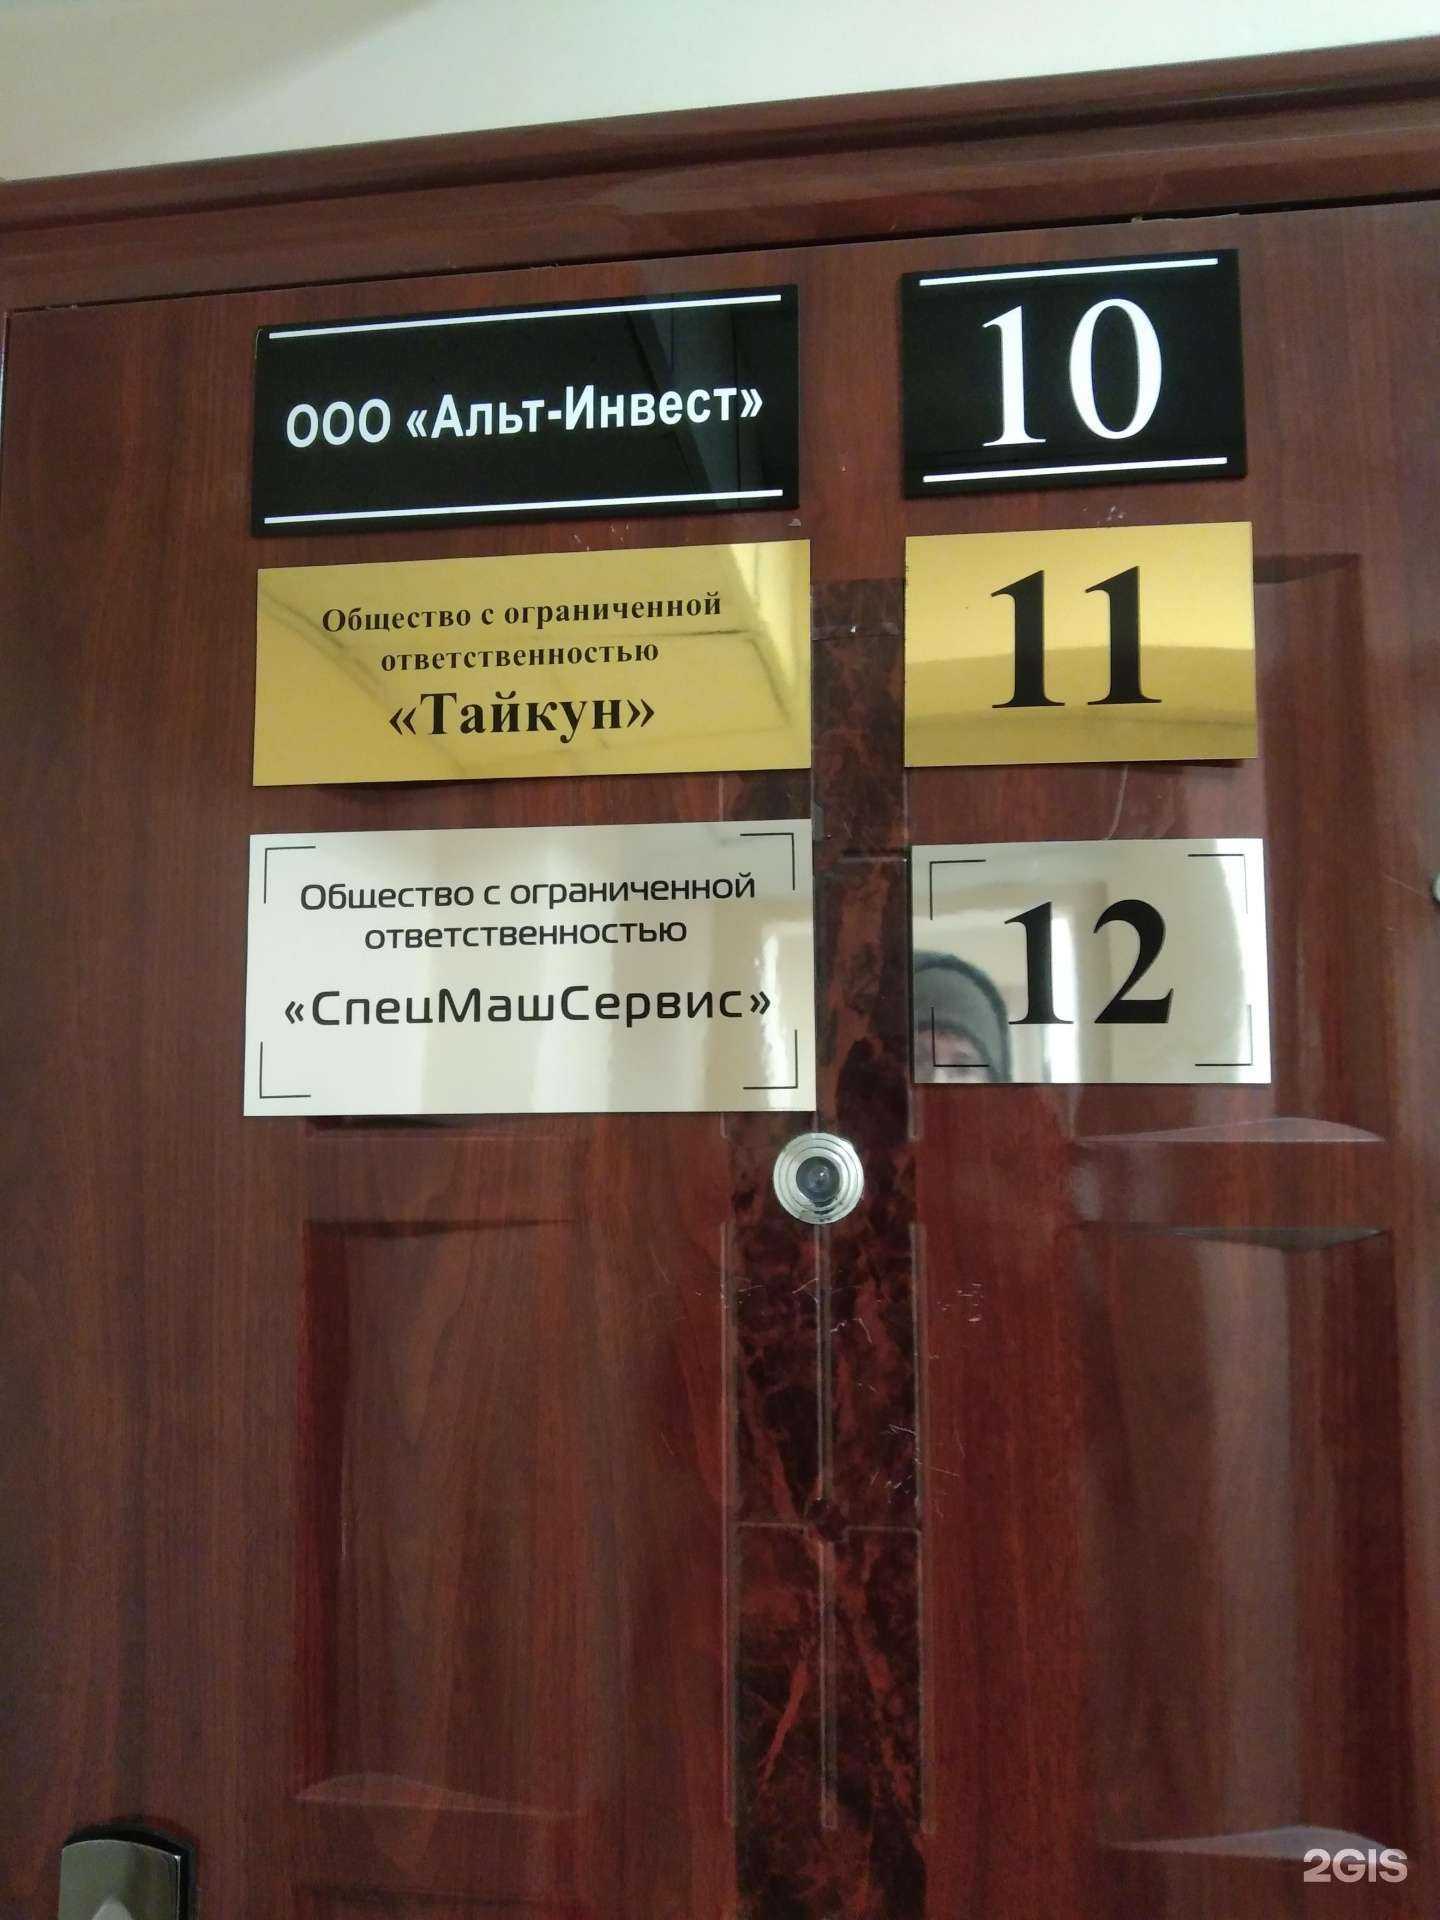 ООО «Альт-Инвест»
10
Общество с ограниченной
ответственностью
«Тайкун»
11
Общество с ограниченной
ответственностью
«СпецМашСервис»
12
2GIS